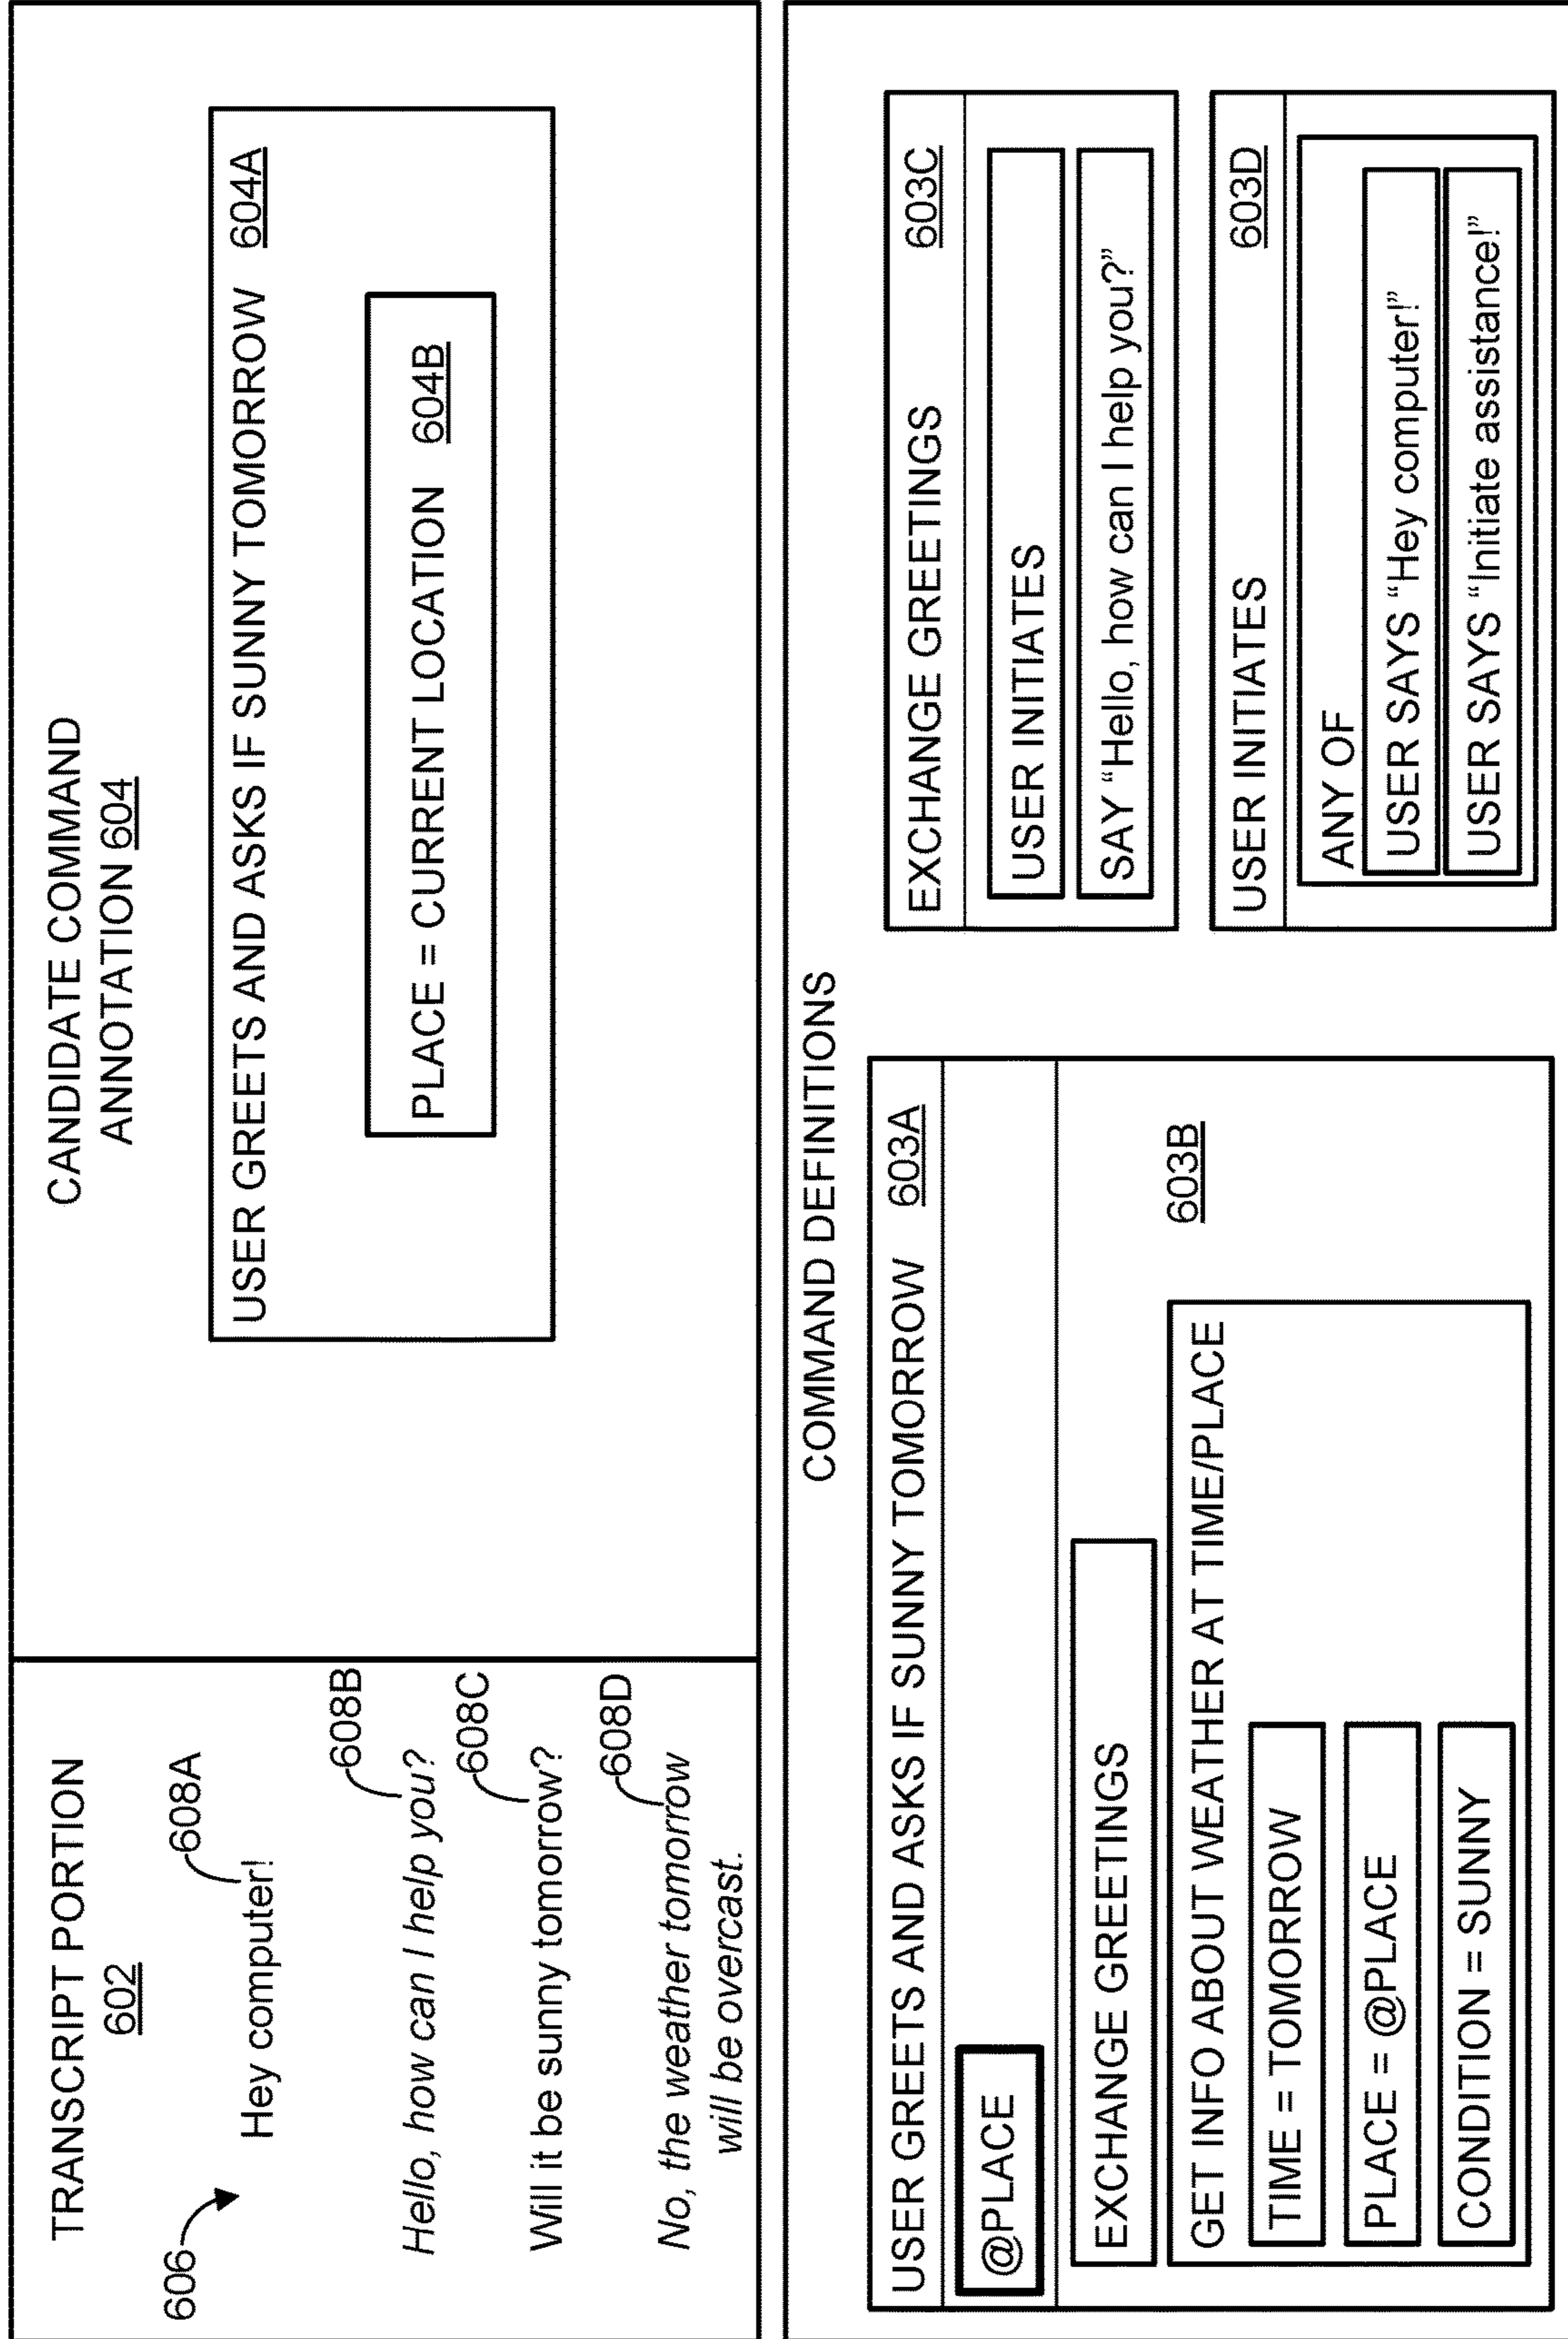 TRANSCRIPT PORTION
602
606
608A
Hey computer!
608B
Hello, how can I help you?
608C
Will it be sunny tomorrow?
608D
No, the weather tomorrow
will be overcast.
CANDIDATE COMMAND
ANNOTATION 604
USER GREETS AND ASKS IF SUNNY TOMORROW 604A
PLACE = CURRENT LOCATION 604B
COMMAND DEFINITIONS
USER GREETS AND ASKS IF SUNNY TOMORROW 603A
@PLACE
EXCHANGE GREETINGS
603B
GET INFO ABOUT WEATHER AT TIME/PLACE
TIME = TOMORROW
PLACE = @PLACE
CONDITION = SUNNY
EXCHANGE GREETINGS 603C
USER INITIATES
SAY “Hello, how can I help you?”
USER INITIATES 603D
ANY OF
USER SAYS “Hey computer!”
USER SAYS “Initiate assistance!”